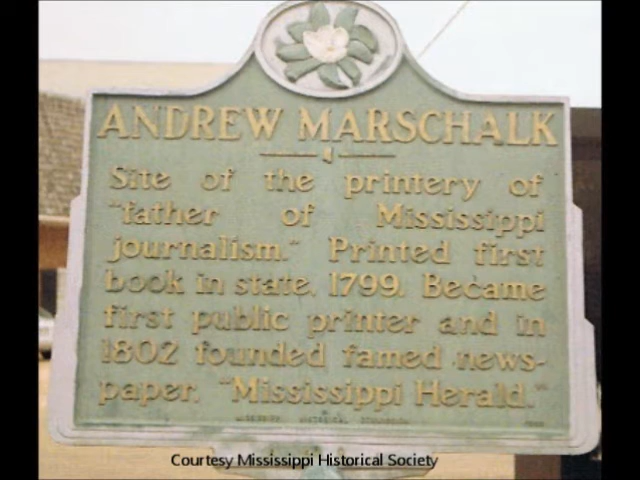 ANDREW MARSCHALK
Site of the printery of
"father of Mississippi
journalism." Printed first
book in state, 1799. Became
first public printer and in
1802 founded famed news-
paper, "Mississippi Herald."
Courtesy Mississippi Historical Society